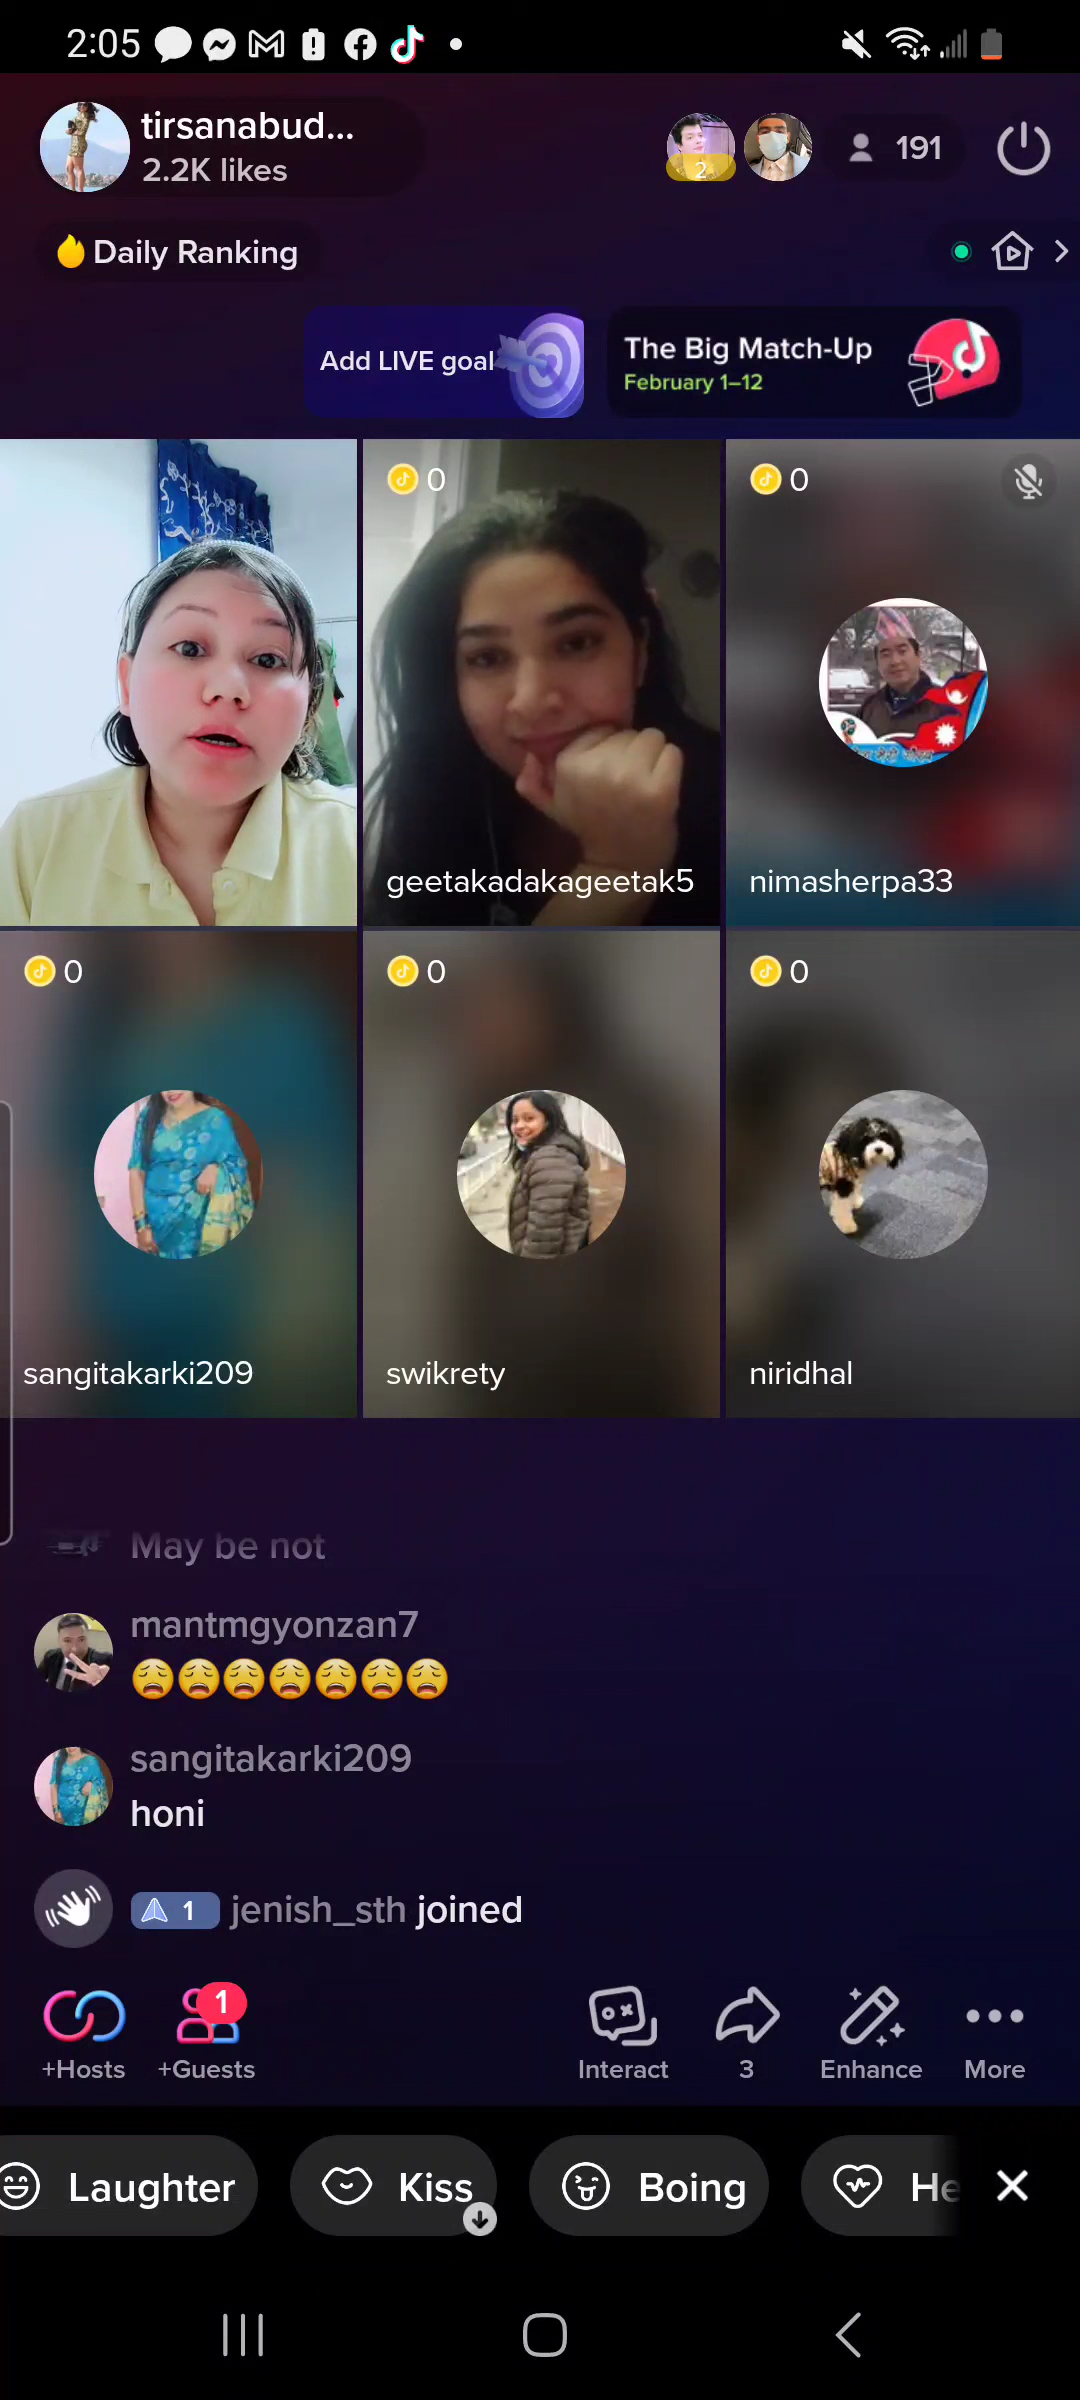 2:05
tirsanabud...
2.2K likes
2
191
Daily Ranking
Add LIVE goal
The Big Match-Up
February 1–12
0
0
geetakadakageetak5
nimasherpa33
0
0
0
sangitakarki209
swikrety
niridhal
May be not
mantmgyonzan7
😩😩😩😩😩😩😩
sangitakarki209
honi
1 jenish_sth joined
1
+Hosts
+Guests
Interact
3
Enhance
More
Laughter
Kiss
Boing
He